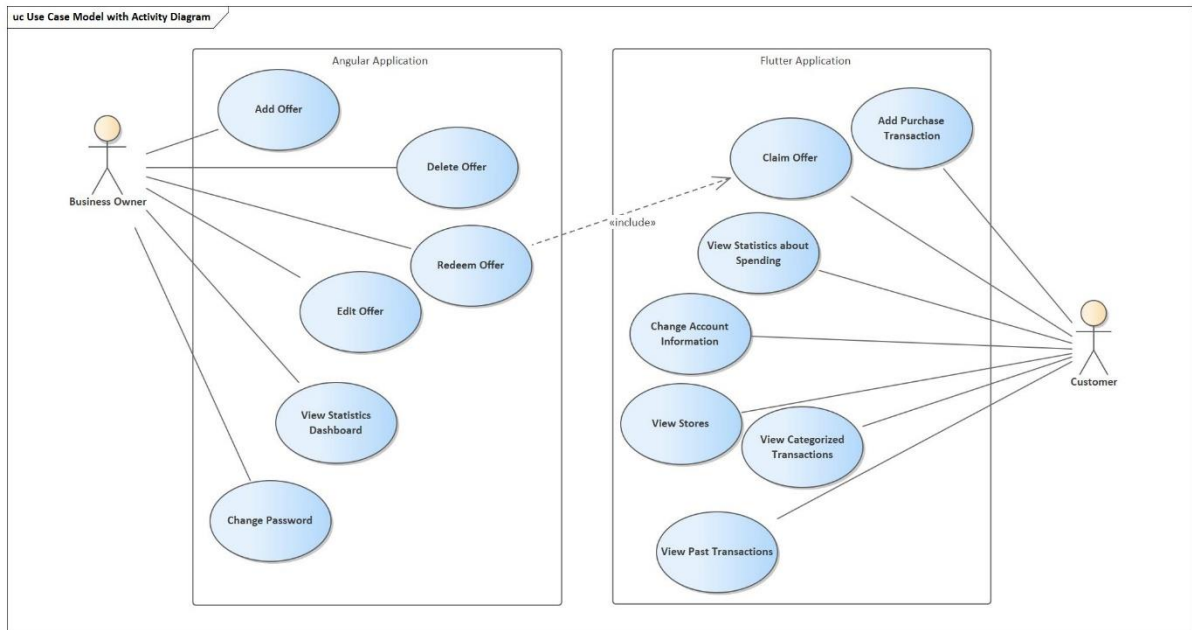 uc Use Case Model with Activity Diagram
Angular Application
Add Offer
Delete Offer
Business Owner
Redeem Offer
Edit Offer
View Statistics
Dashboard
Change Password
«include»
Flutter Application
Add Purchase
Transaction
Claim Offer
View Statistics about
Spending
Change Account
Information
Customer
View Stores
View Categorized
Transactions
View Past Transactions